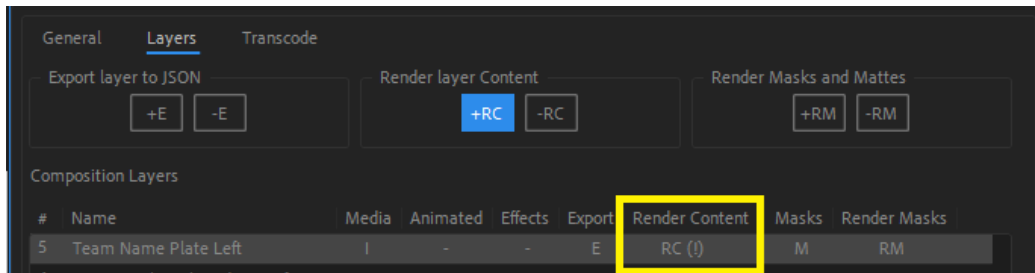 General Layers Transcode
Export layer to JSON Render layer Content Render Masks and Mattes
+E -E +RC -RC +RM -RM
Composition Layers
# Name Media Animated Effects Export Render Content Masks Render Masks
5 Team Name Plate Left I - - E RC (!) M RM